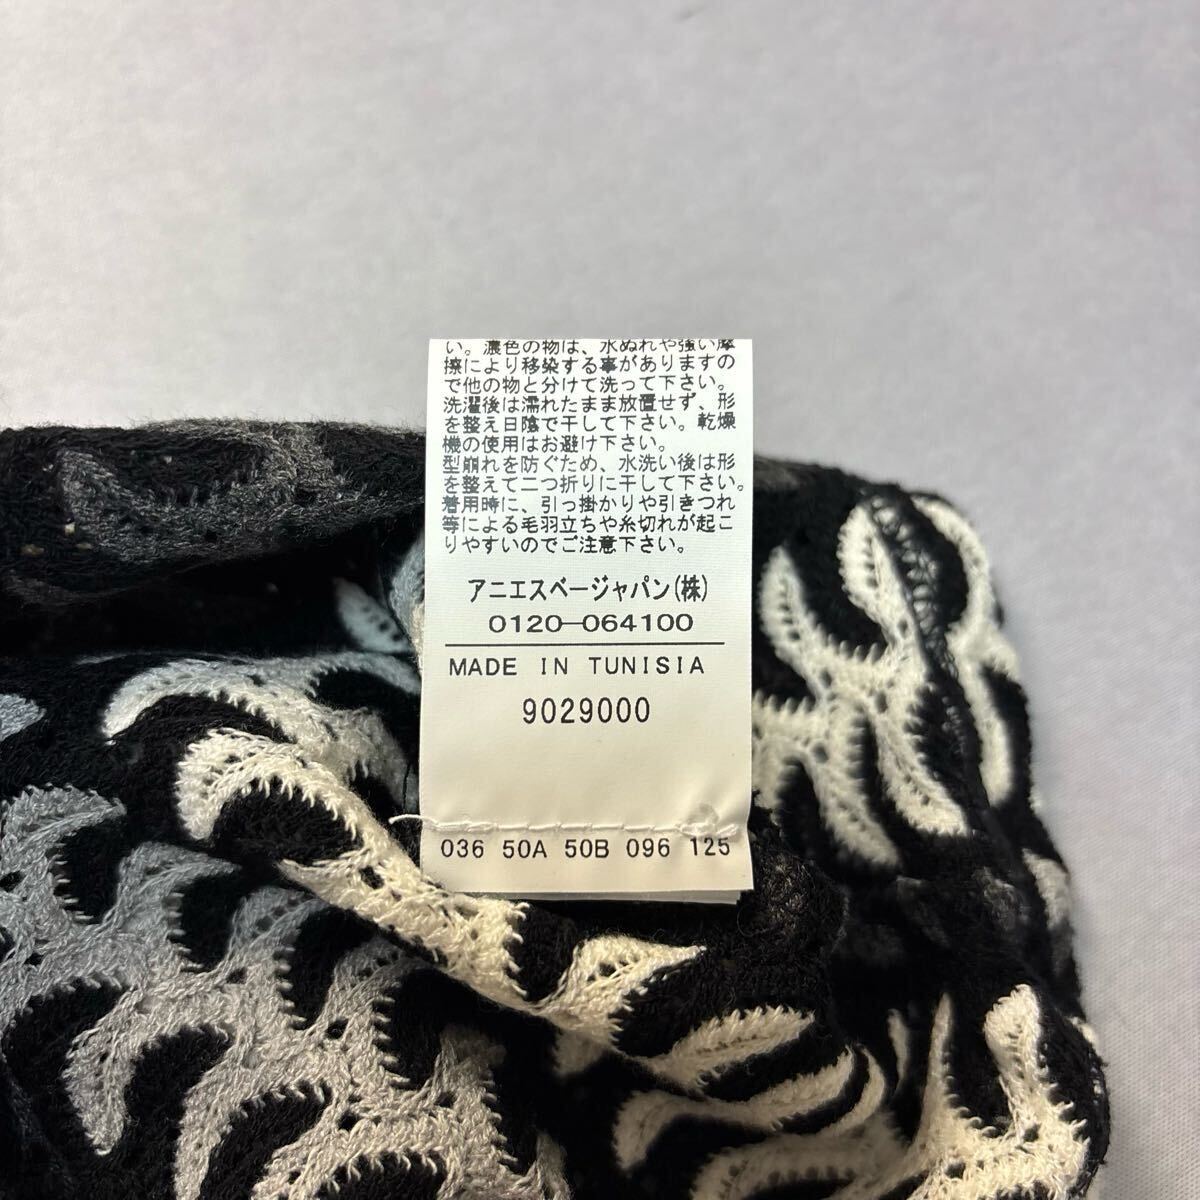 い。濃色の物は、水ぬれや強い摩
擦により移染する事がありますの
で他の物と分けて洗って下さい。
洗濯後は濡れたまま放置せず、形
を整え日陰で干して下さい。乾燥
機の使用はお避け下さい。
型崩れを防ぐため、水洗い後は形
を整えて二つ折りに干して下さい。
着用時に、引っ掛かりや引きつれ
等による毛羽立ちや糸切れが起こ
りやすいのでご注意下さい。
アニエスベージャパン(株)
0120-064100
MADE IN TUNISIA
9029000
036 50A 50B 096 125